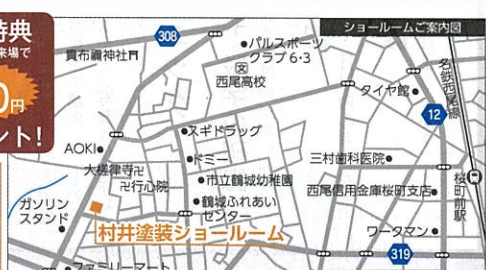 特典
来場で
0円
ント!
ショールームご案内図
308
パルスポーツ
クラブ6・3
貴布禰神社
西尾高校
名鉄西尾線
タイヤ館
12
スギドラッグ
AOKI
ドミー
三村歯科医院
大槎律寺卍
卍行心院
市立鶴城幼稚園
西尾信用金庫桜町支店
桜町前駅
鶴城ふれあい
センター
ガソリン
スタンド
ワークマン
村井塗装ショールーム
319
ファミリーマート